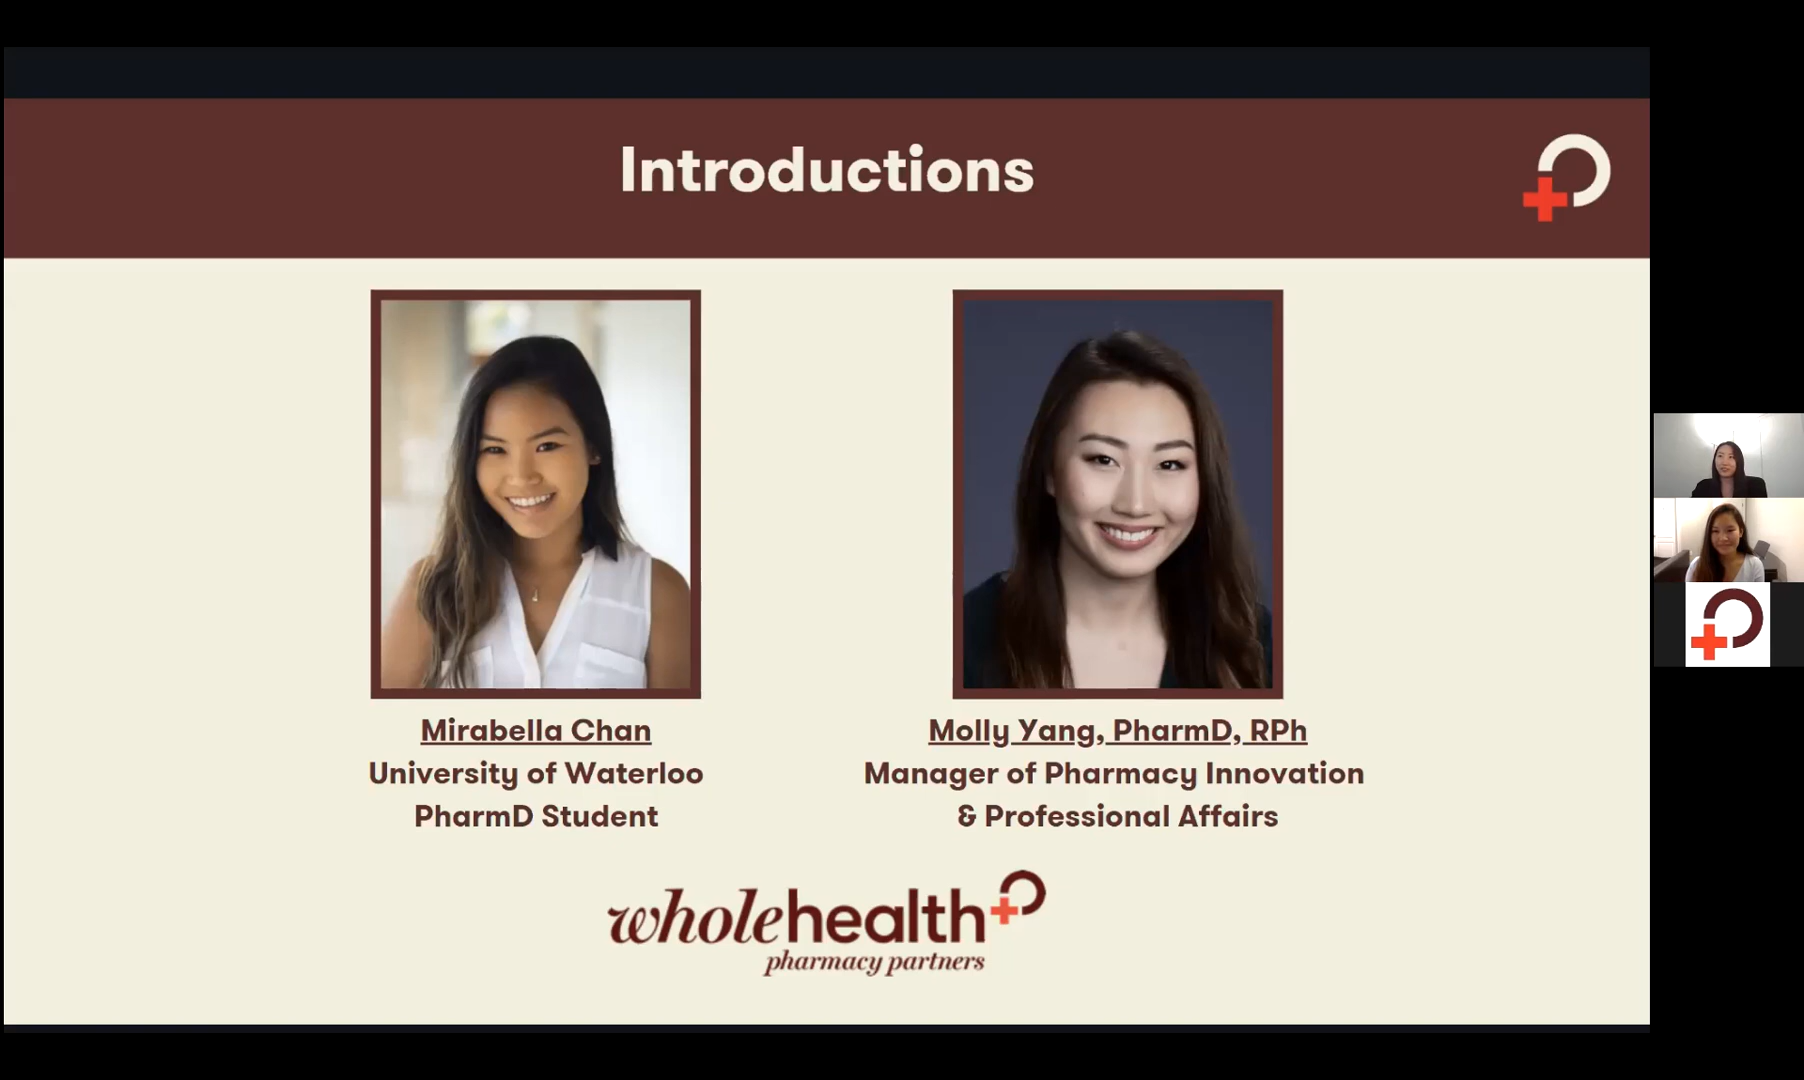 Introductions
Mirabella Chan
University of Waterloo
PharmD Student
Molly Yang, PharmD, RPh
Manager of Pharmacy Innovation
& Professional Affairs
wholehealth
pharmacy partners